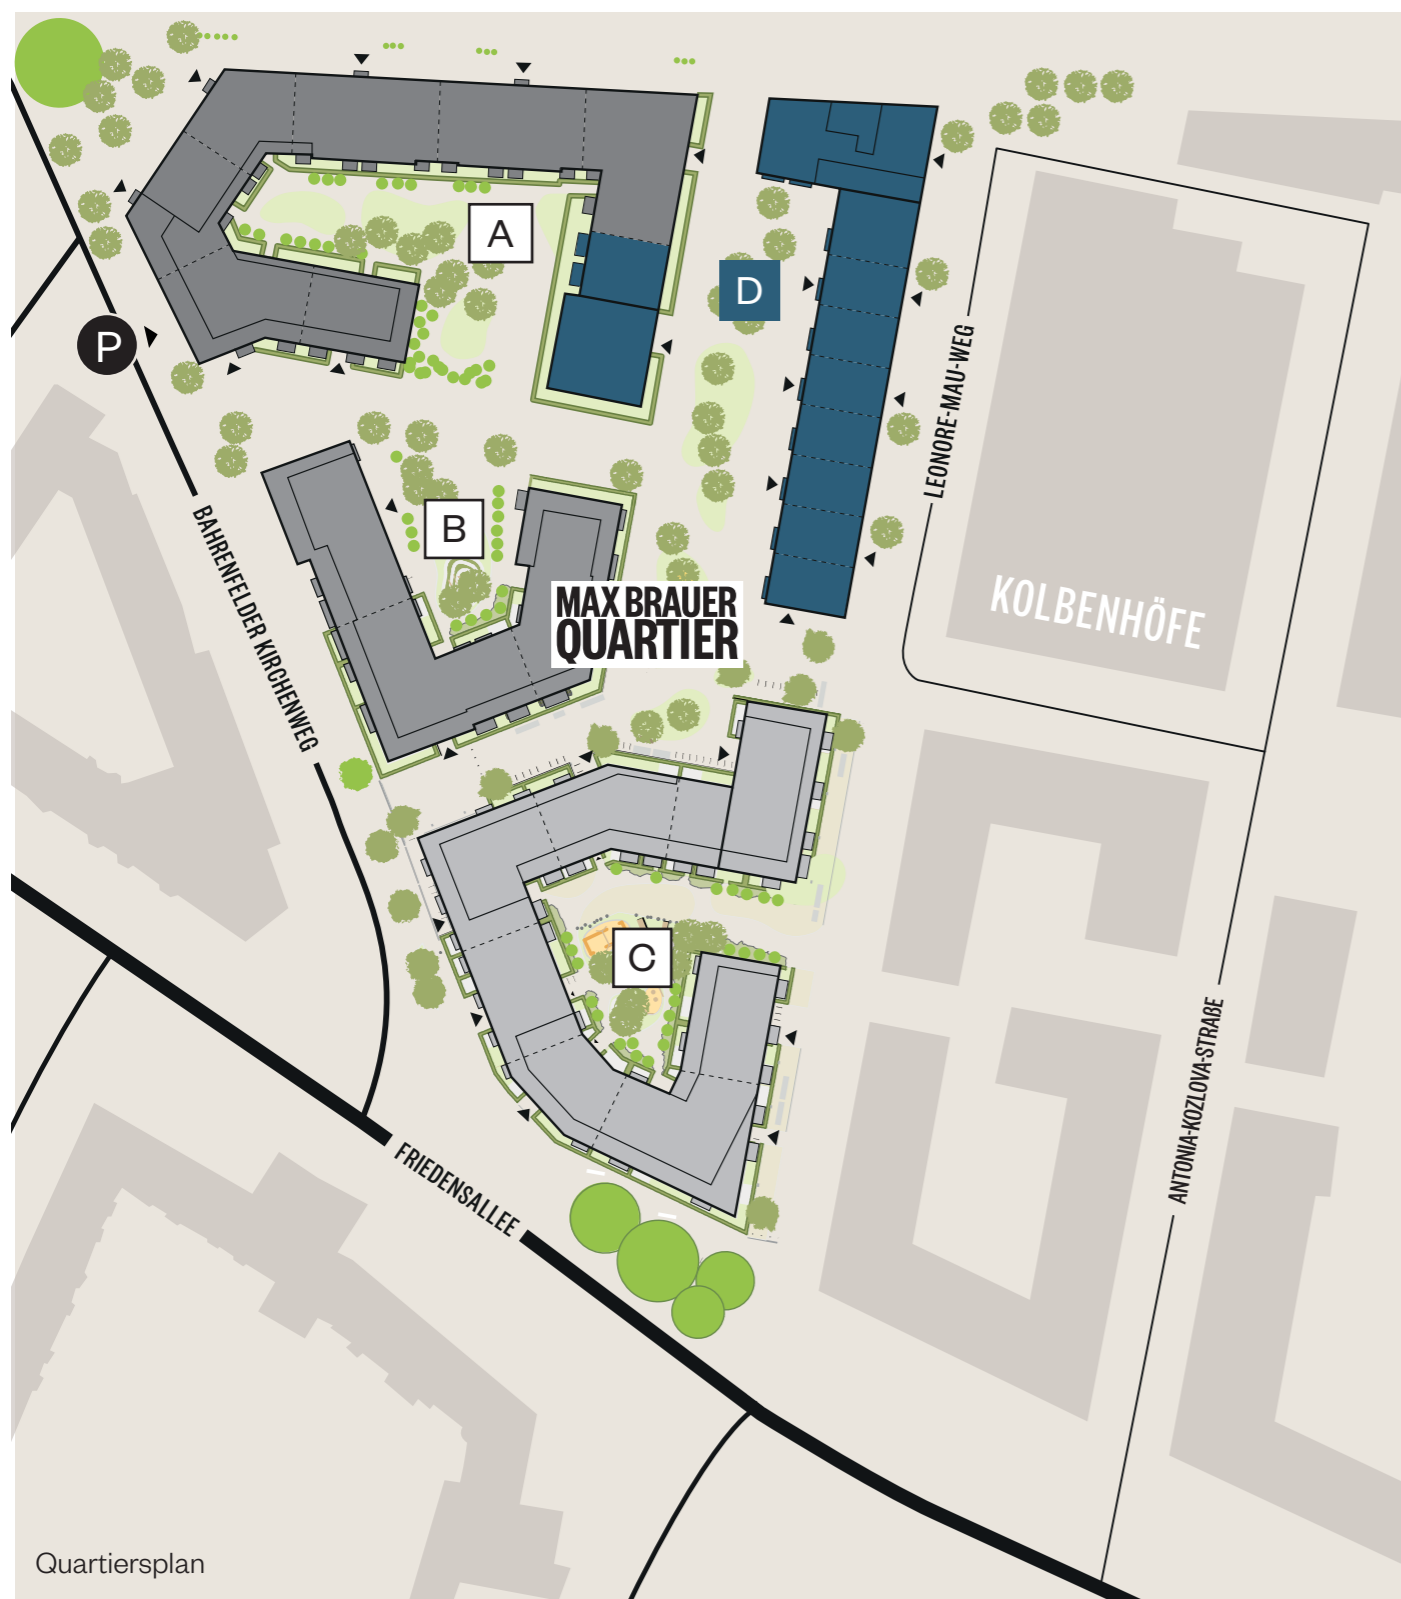 A
D
P
LEONORE-MAU-WEG
B
BAHRENFELDER KIRCHENWEG
MAX BRAUER
QUARTIER
KOLBENHÖFE
C
ANTONIA-KOZLOVA-STRAßE
FRIEDENSALLEE
Quartiersplan